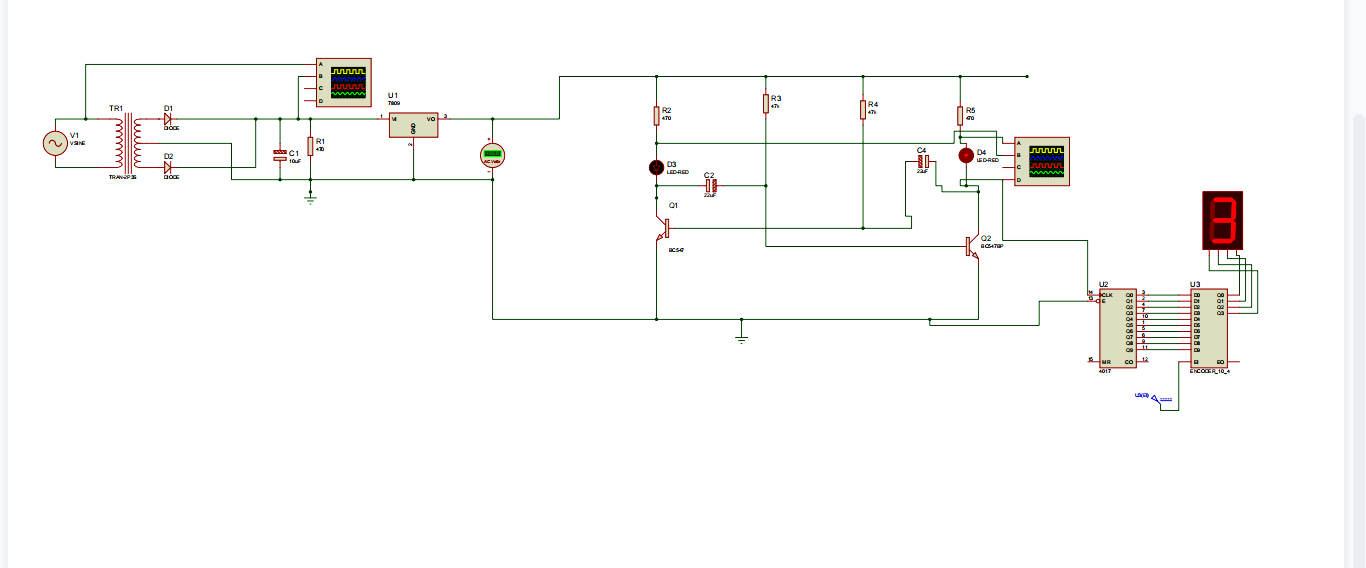 V1
VSINE
TR1
TRAN-2P3S
D1
DIODE
D2
DIODE
A
B
C
D
C1
10uF
R1
470
U1
7809
1
VI
VO
3
GND
2
+
AC Volts
-
R2
470
D3
LED-RED
C2
22uF
Q1
BC547
R3
47k
R4
47k
C4
22uF
R5
470
D4
LED-RED
Q2
BC547BP
A
B
C
D
3
U2
14
CLK
13
E
15
MR
Q0
Q1
Q2
Q3
Q4
Q5
Q6
Q7
Q8
Q9
CO
3
2
4
7
10
1
5
6
9
11
12
4017
U3
D0
D1
D2
D3
D4
D5
D6
D7
D8
D9
EI
Q0
Q1
Q2
Q3
EO
ENCODER_10_4
U3(EI)